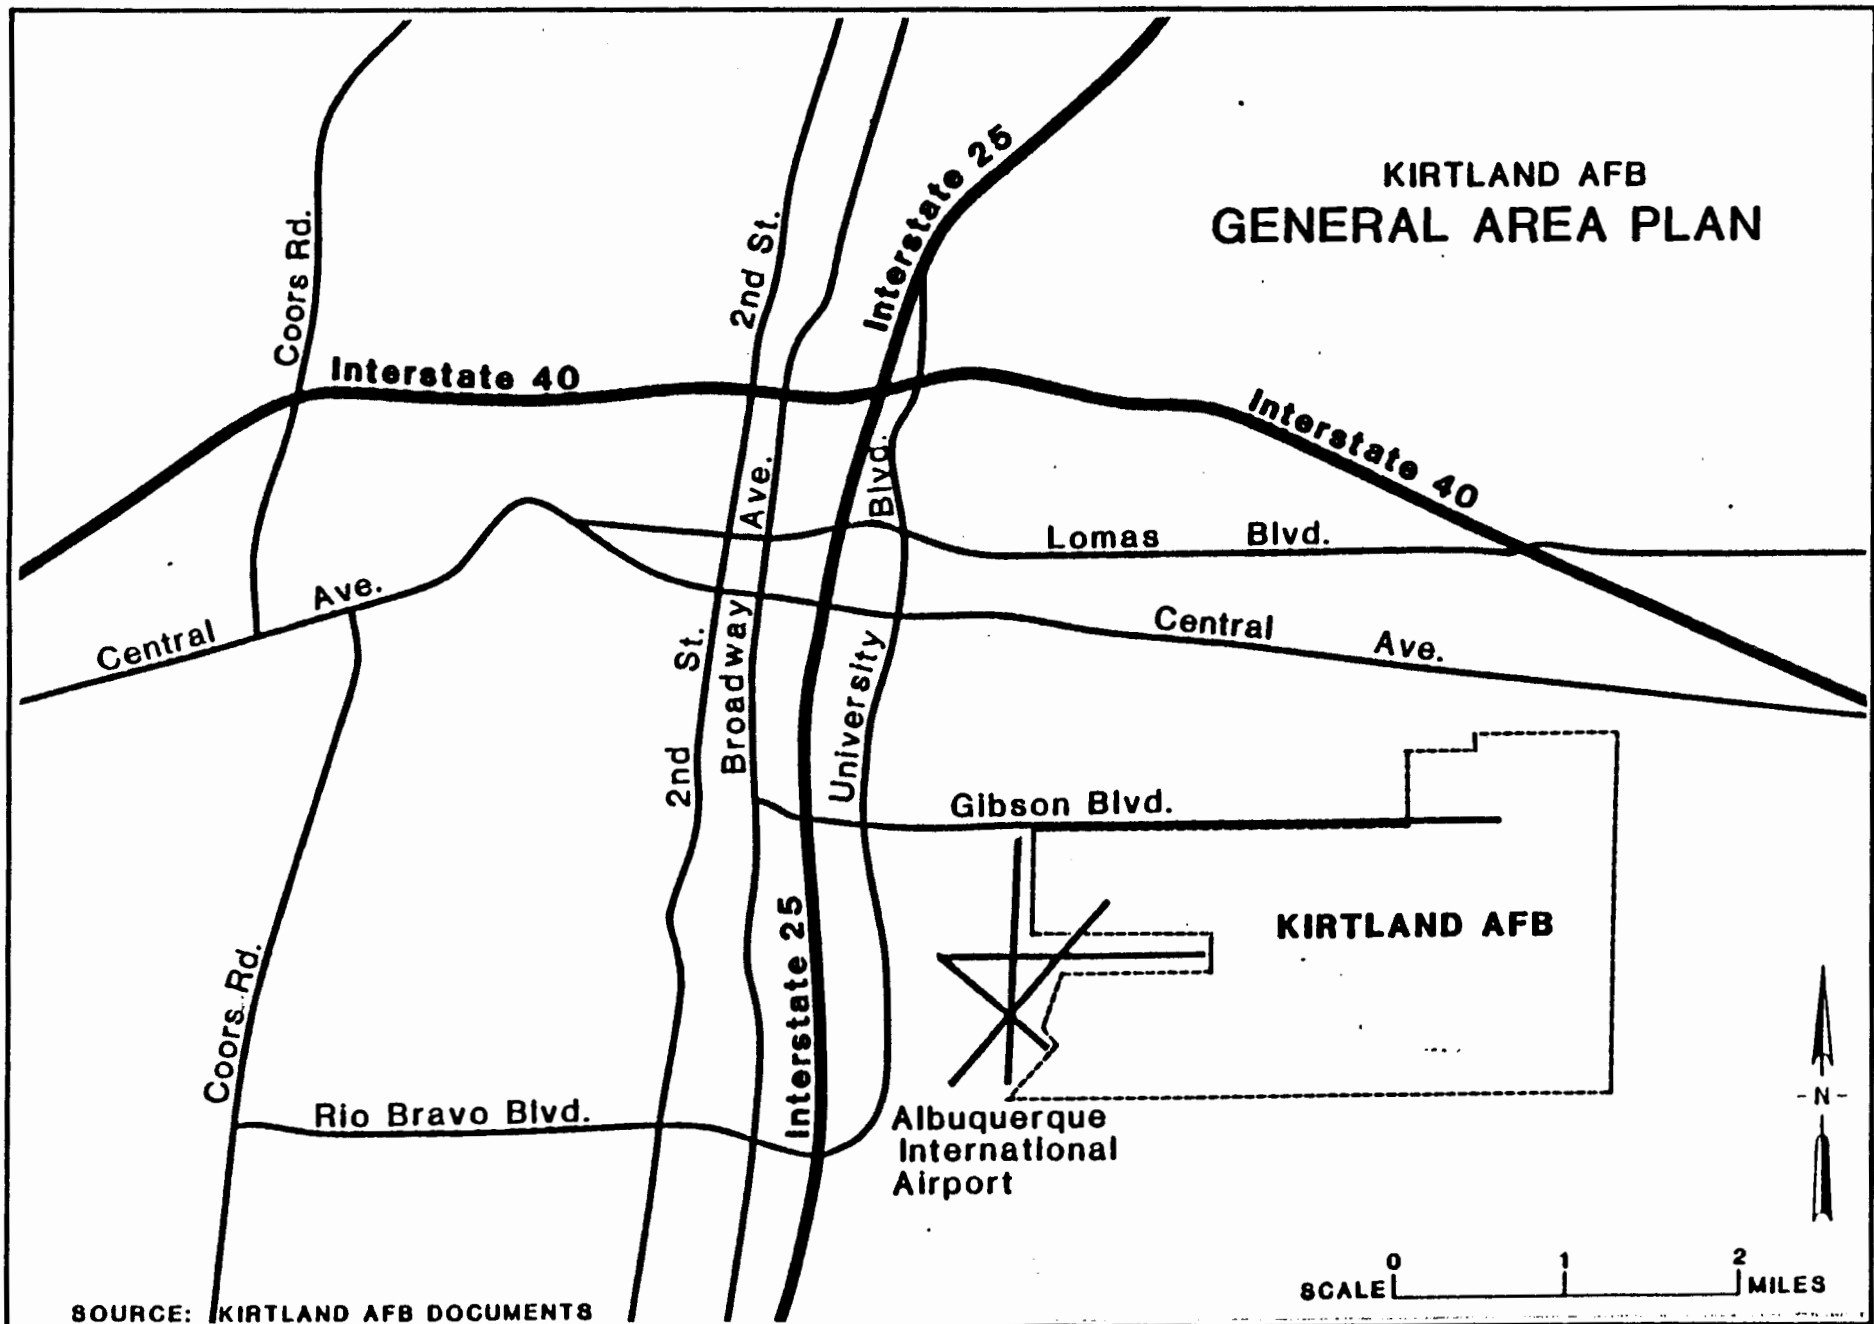 KIRTLAND AFB
GENERAL AREA PLAN
Interstate 25
2nd St.
Coors Rd.
Interstate 40
Interstate 40
Blvd.
Ave.
Lomas Blvd.
Central Ave.
Central Ave.
2nd St.
Broadway
University
Gibson Blvd.
KIRTLAND AFB
Interstate 25
Coors Rd.
Rio Bravo Blvd.
Albuquerque
International
Airport
-N-
0 1 2
SCALE MILES
SOURCE: KIRTLAND AFB DOCUMENTS